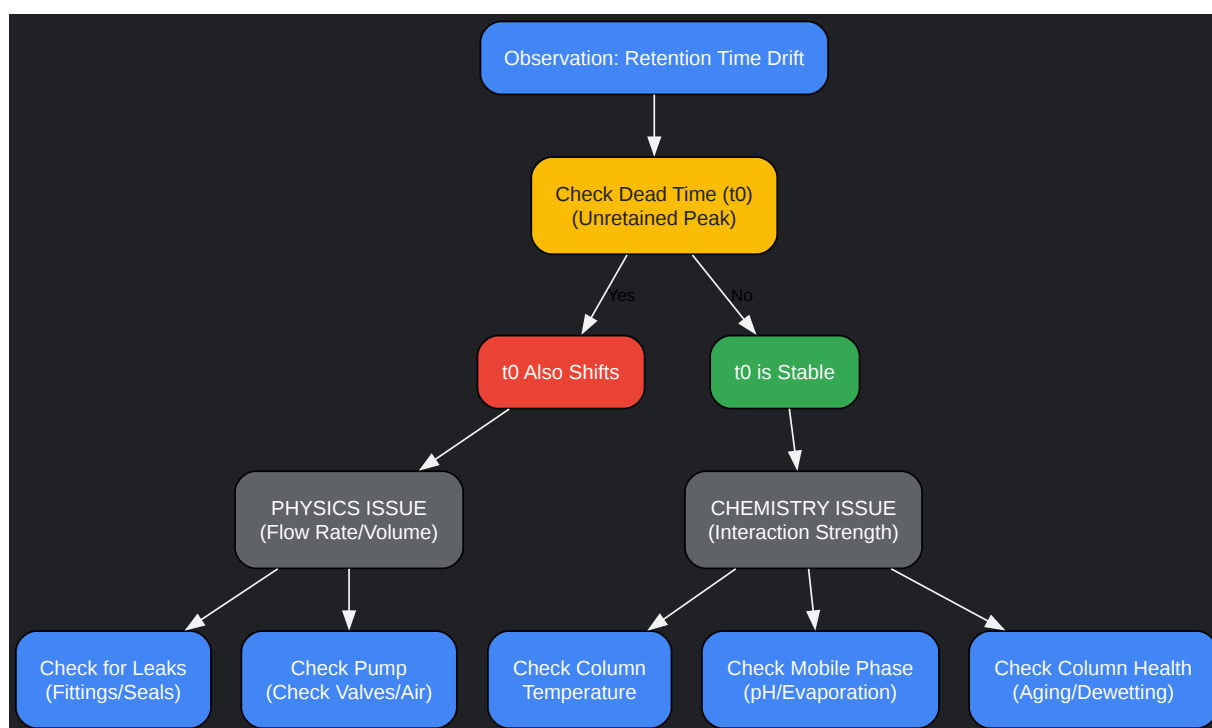 Observation: Retention Time Drift
Check Dead Time (t0)
(Unretained Peak)
Yes
No
t0 Also Shifts
t0 is Stable
PHYSICS ISSUE
(Flow Rate/Volume)
CHEMISTRY ISSUE
(Interaction Strength)
Check for Leaks
(Fittings/Seals)
Check Pump
(Check Valves/Air)
Check Column
Temperature
Check Mobile Phase
(pH/Evaporation)
Check Column Health
(Aging/Dewetting)